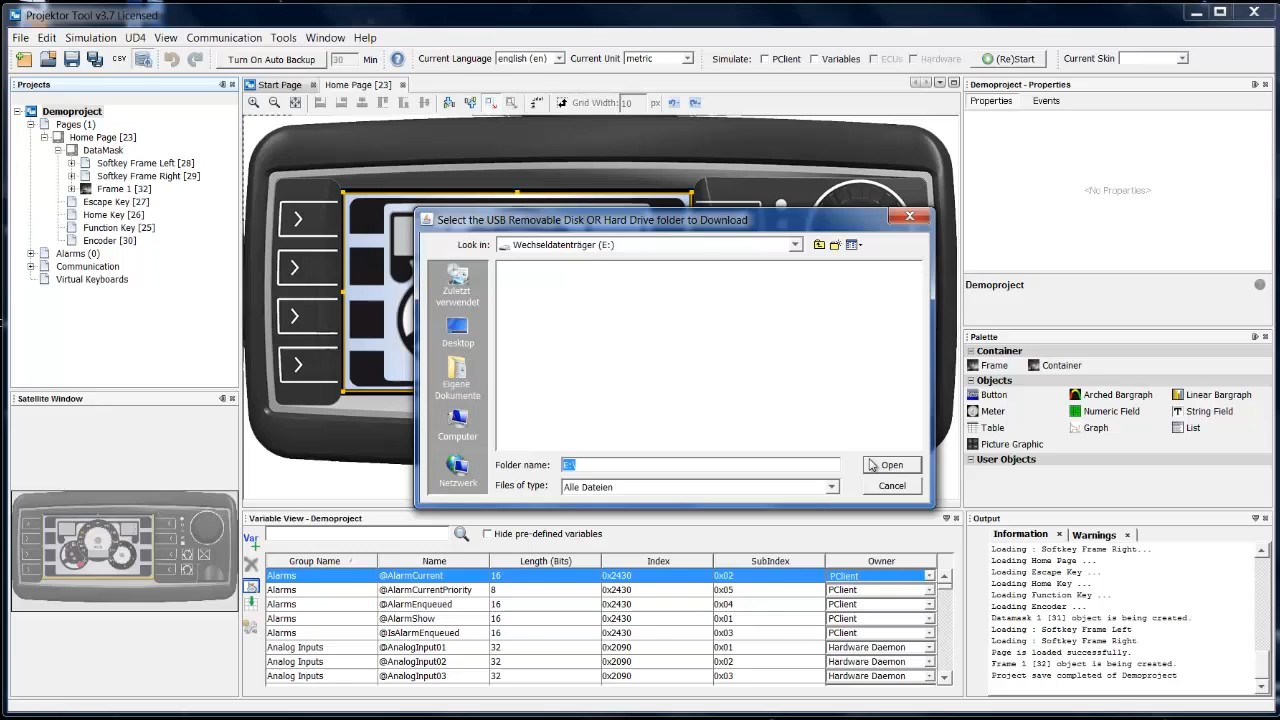 Projektor Tool v3.7 Licensed
File Edit Simulation UD4 View Communication Tools Window Help
CSV Turn On Auto Backup 30 Min ? Current Language english (en) Current Unit metric Simulate: PClient Variables ECUs Hardware (Re)Start Current Skin
Projects
Start Page Home Page [23]
Demoproject - Properties
Grid Width: 10 px
Properties Events
Demoproject
Pages (1)
Home Page [23]
DataMask
Softkey Frame Left [28]
Softkey Frame Right [29]
Frame 1 [32]
Escape Key [27]
Home Key [26]
Function Key [25]
Encoder [30]
Alarms (0)
Communication
Virtual Keyboards
<No Properties>
Demoproject
Select the USB Removable Disk OR Hard Drive folder to Download
Look in: Wechseldatenträger (E:)
Zuletzt
verwendet
Desktop
Eigene
Dokumente
Computer
Netzwerk
Folder name: E:\
Open
Files of type: Alle Dateien
Cancel
Palette
Container
Frame Container
Objects
Button Arched Bargraph Linear Bargraph
Meter Numeric Field String Field
Table Graph List
Picture Graphic
User Objects
Satellite Window
Variable View - Demoproject
Var
Hide pre-defined variables
Group Name Name Length (Bits) Index SubIndex Owner
Alarms @AlarmCurrent 16 0x2430 0x02 PClient
Alarms @AlarmCurrentPriority 8 0x2430 0x05 PClient
Alarms @AlarmEnqueued 16 0x2430 0x04 PClient
Alarms @AlarmShow 16 0x2430 0x01 PClient
Alarms @IsAlarmEnqueued 16 0x2430 0x03 PClient
Analog Inputs @AnalogInput01 32 0x2090 0x01 Hardware Daemon
Analog Inputs @AnalogInput02 32 0x2090 0x02 Hardware Daemon
Analog Inputs @AnalogInput03 32 0x2090 0x03 Hardware Daemon
Output
Information Warnings
Loading : Softkey Frame Right...
Loading : Home Page ...
Loading : Escape Key ...
Loading : Home Key ...
Loading : Function Key ...
Loading : Encoder ...
Datamask 1 [31] object is being created.
Loading : Softkey Frame Left
Loading : Softkey Frame Right
Page is loaded successfully.
Frame 1 [32] object is being created.
Project save completed of Demoproject